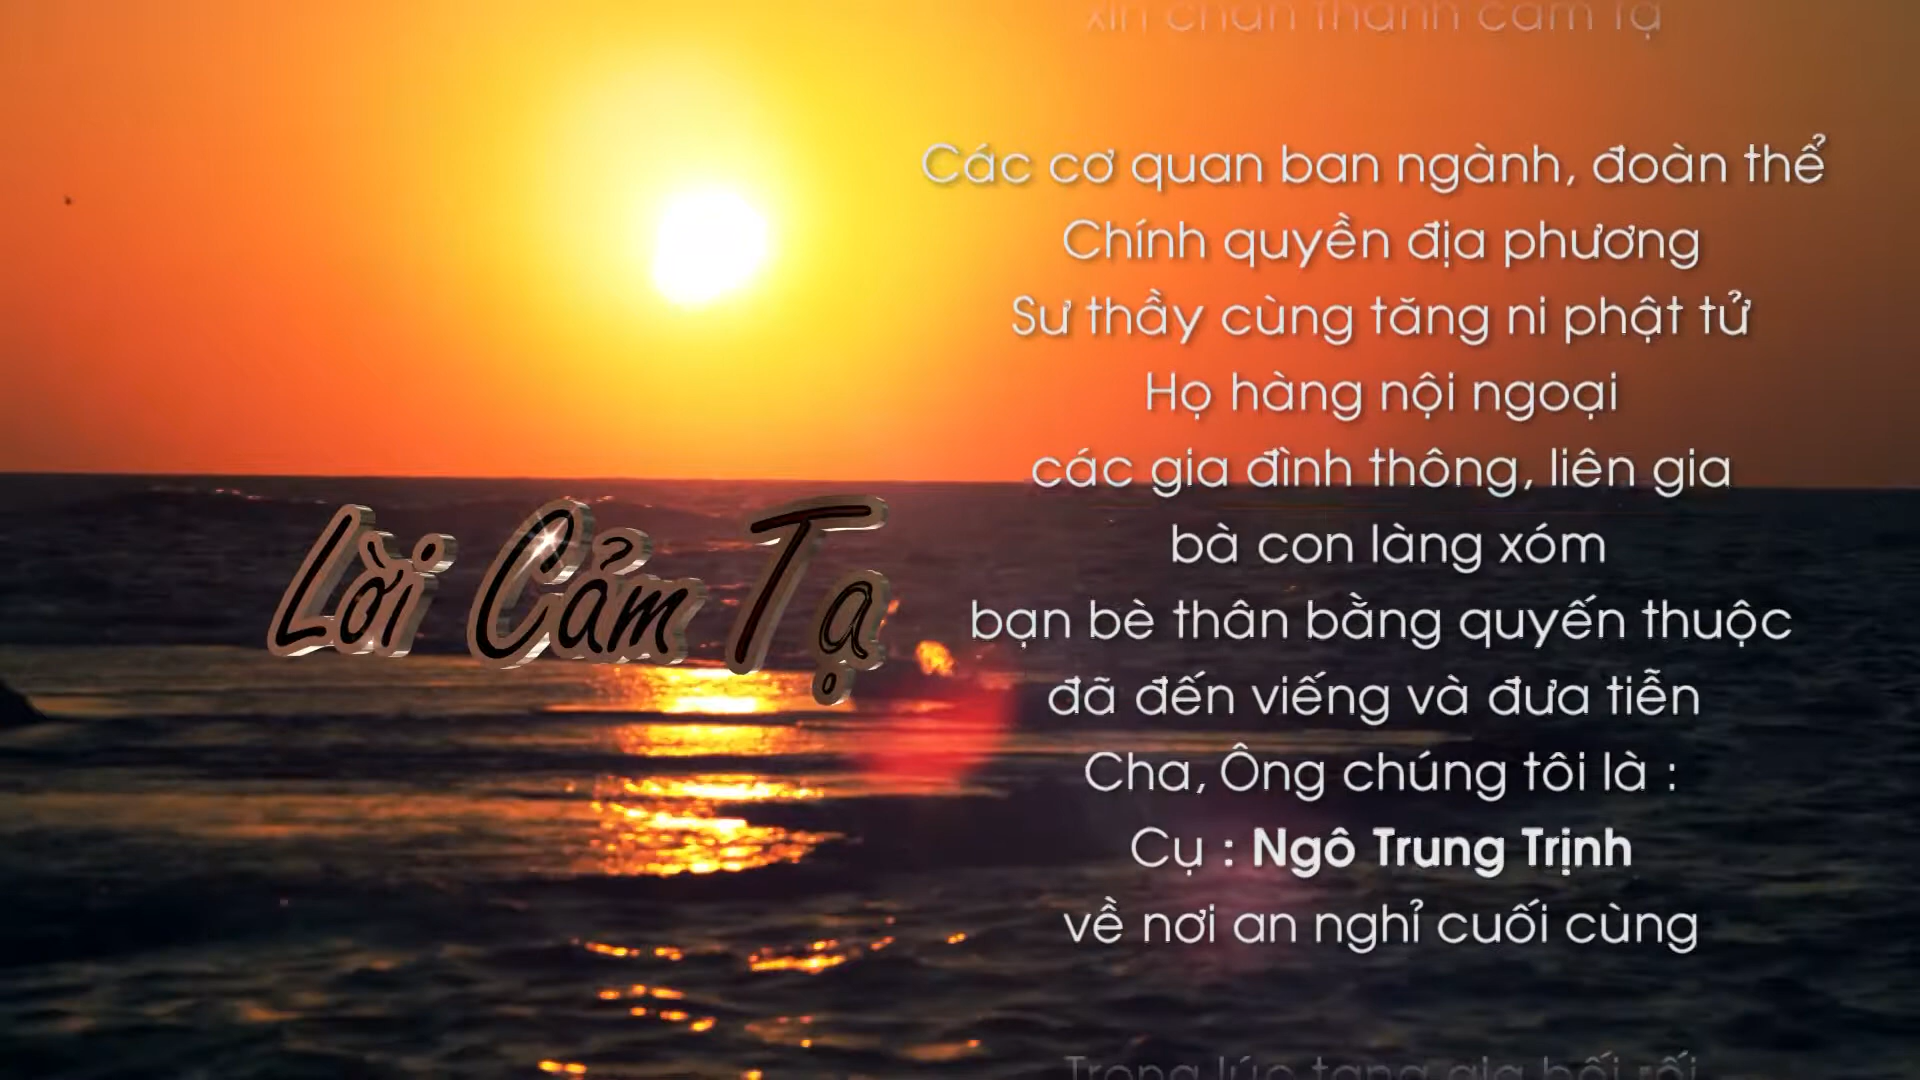 xin chân thành cảm tạ
Các cơ quan ban ngành, đoàn thể
Chính quyền địa phương
Sư thầy cùng tăng ni phật tử
Họ hàng nội ngoại
các gia đình thông, liên gia
bà con làng xóm
bạn bè thân bằng quyến thuộc
đã đến viếng và đưa tiễn
Cha, Ông chúng tôi là :
Cụ : Ngô Trung Trịnh
về nơi an nghỉ cuối cùng
Trong lúc tang gia bối rối
Lời Cảm Tạ